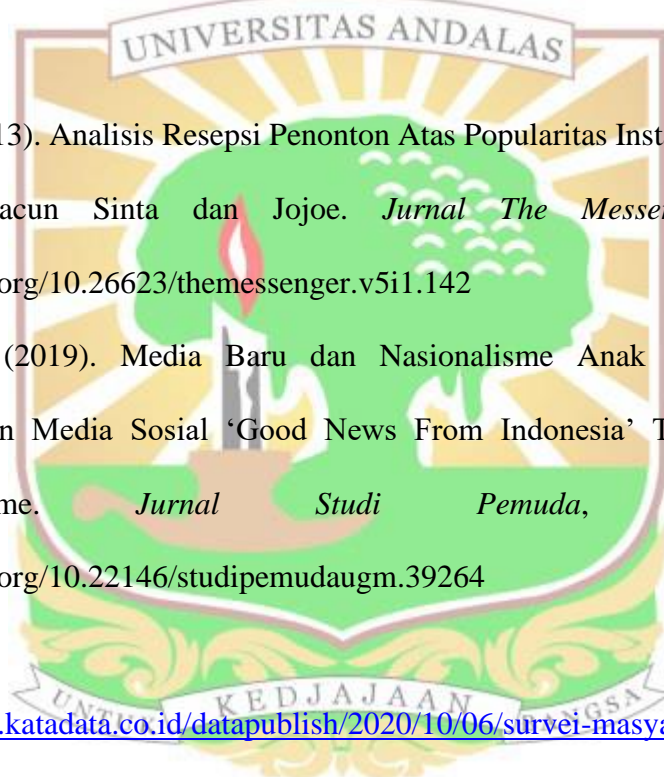 UNIVERSITAS ANDALAS
13). Analisis Resepsi Penonton Atas Popularitas Inst
acun Sinta dan Jojoe. Jurnal The Messe
org/10.26623/themessenger.v5i1.142
(2019). Media Baru dan Nasionalisme Anak
n Media Sosial ‘Good News From Indonesia’ T
me. Jurnal Studi Pemuda,
org/10.22146/studipemudaugm.39264
UNTUK KEDJAJAAN BANGSA
.katadata.co.id/datapublish/2020/10/06/survei-masya